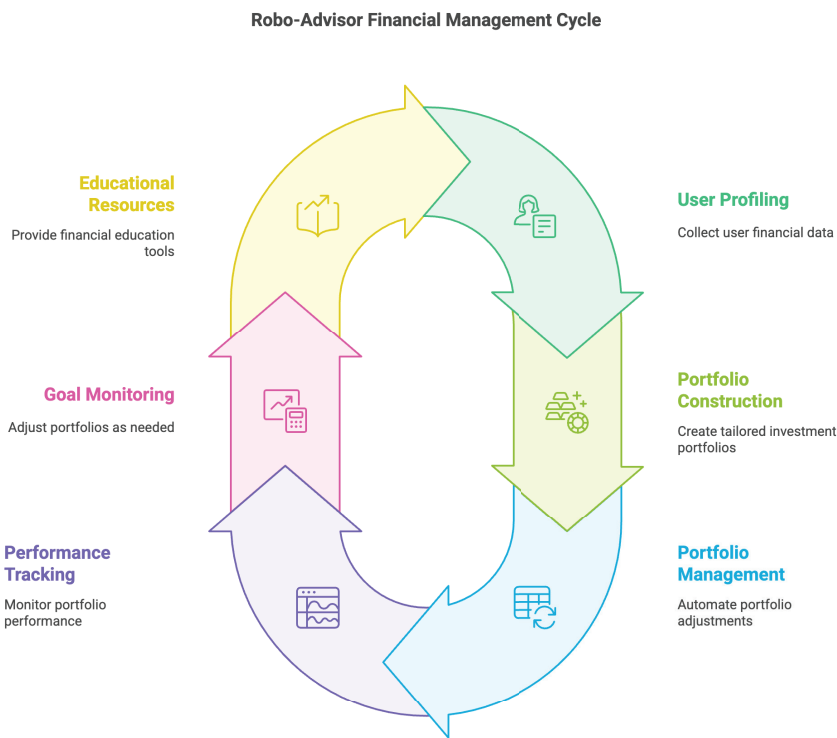 Robo-Advisor Financial Management Cycle
Educational
Resources
Provide financial education
tools
User Profiling
Collect user financial data
Goal Monitoring
Adjust portfolios as needed
Portfolio
Construction
Create tailored investment
portfolios
Performance
Tracking
Monitor portfolio
performance
Portfolio
Management
Automate portfolio
adjustments